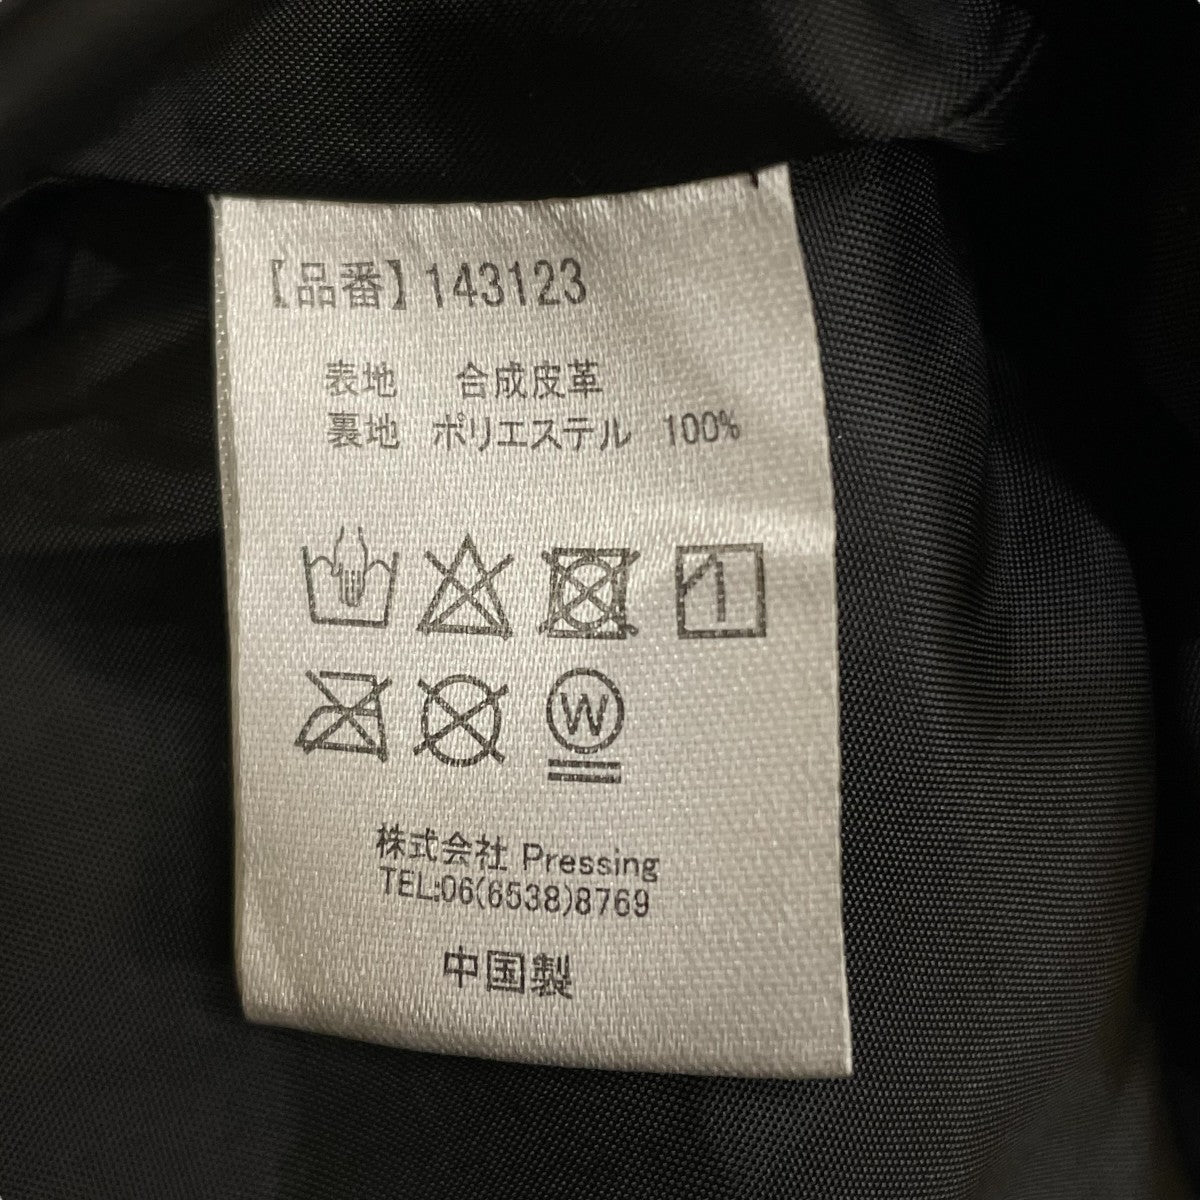 【品番】143123
表地 合成皮革
裏地 ポリエステル 100%
W
株式会社 Pressing
TEL:06(6538)8769
中国製